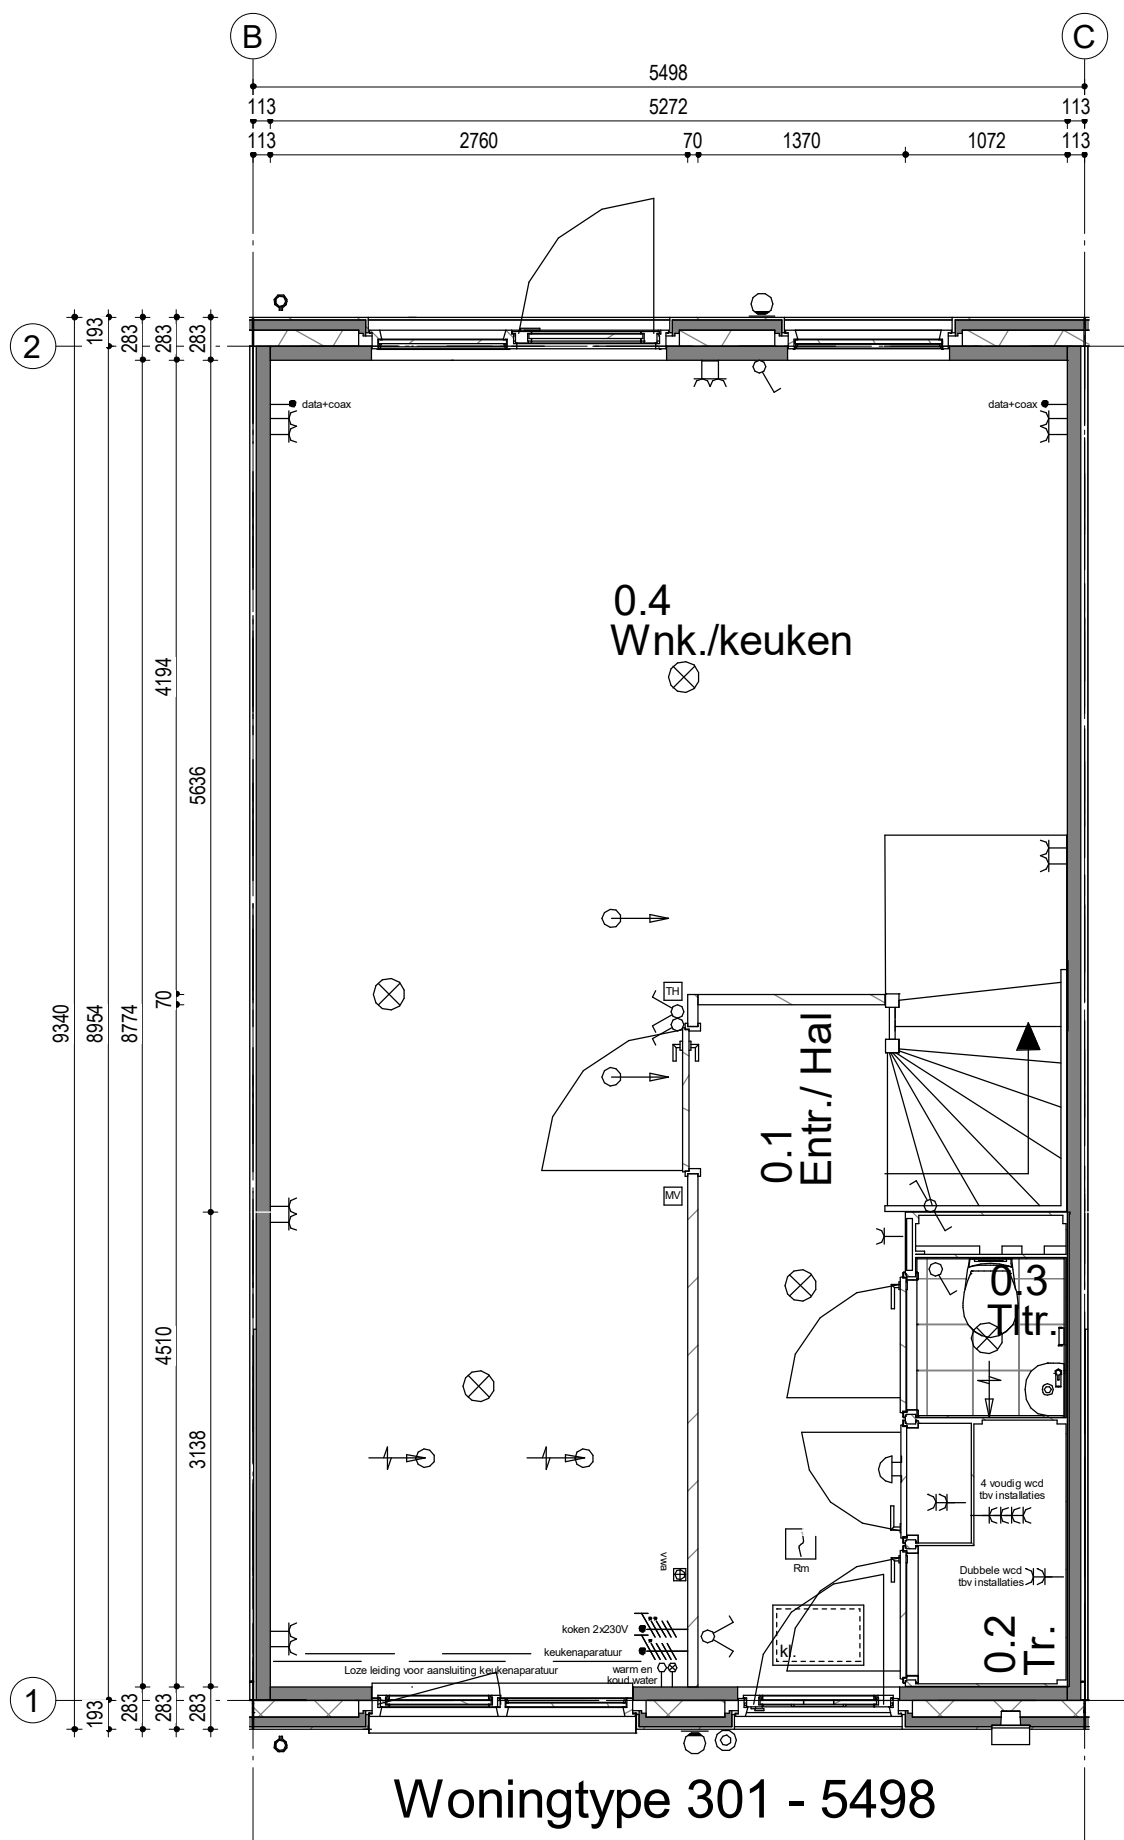 B
C
5498
113
5272
113
113
2760
70
1370
1072
113
2
193
283
283
283
data+coax
data+coax
0.4
Wnk./keuken
4194
5636
9340
8954
8774
70
TH
0.1
Entr./ Hal
MV
0.3
Tltr.
4510
3138
4 voudig wcd
tbv installaties
vwa
Rm
Dubbele wcd
tbv installaties
koken 2x230V
keukenaparatuur
Loze leiding voor aansluiting keukenaparatuur
warm en
koud water
kl.
0.2
Tr.
1
193
283
283
283
Woningtype 301 - 5498